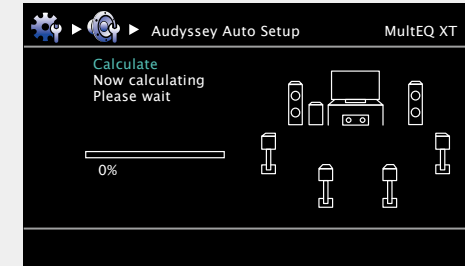 Audyssey Auto Setup MultEQ XT
Calculate
Now calculating
Please wait
0%